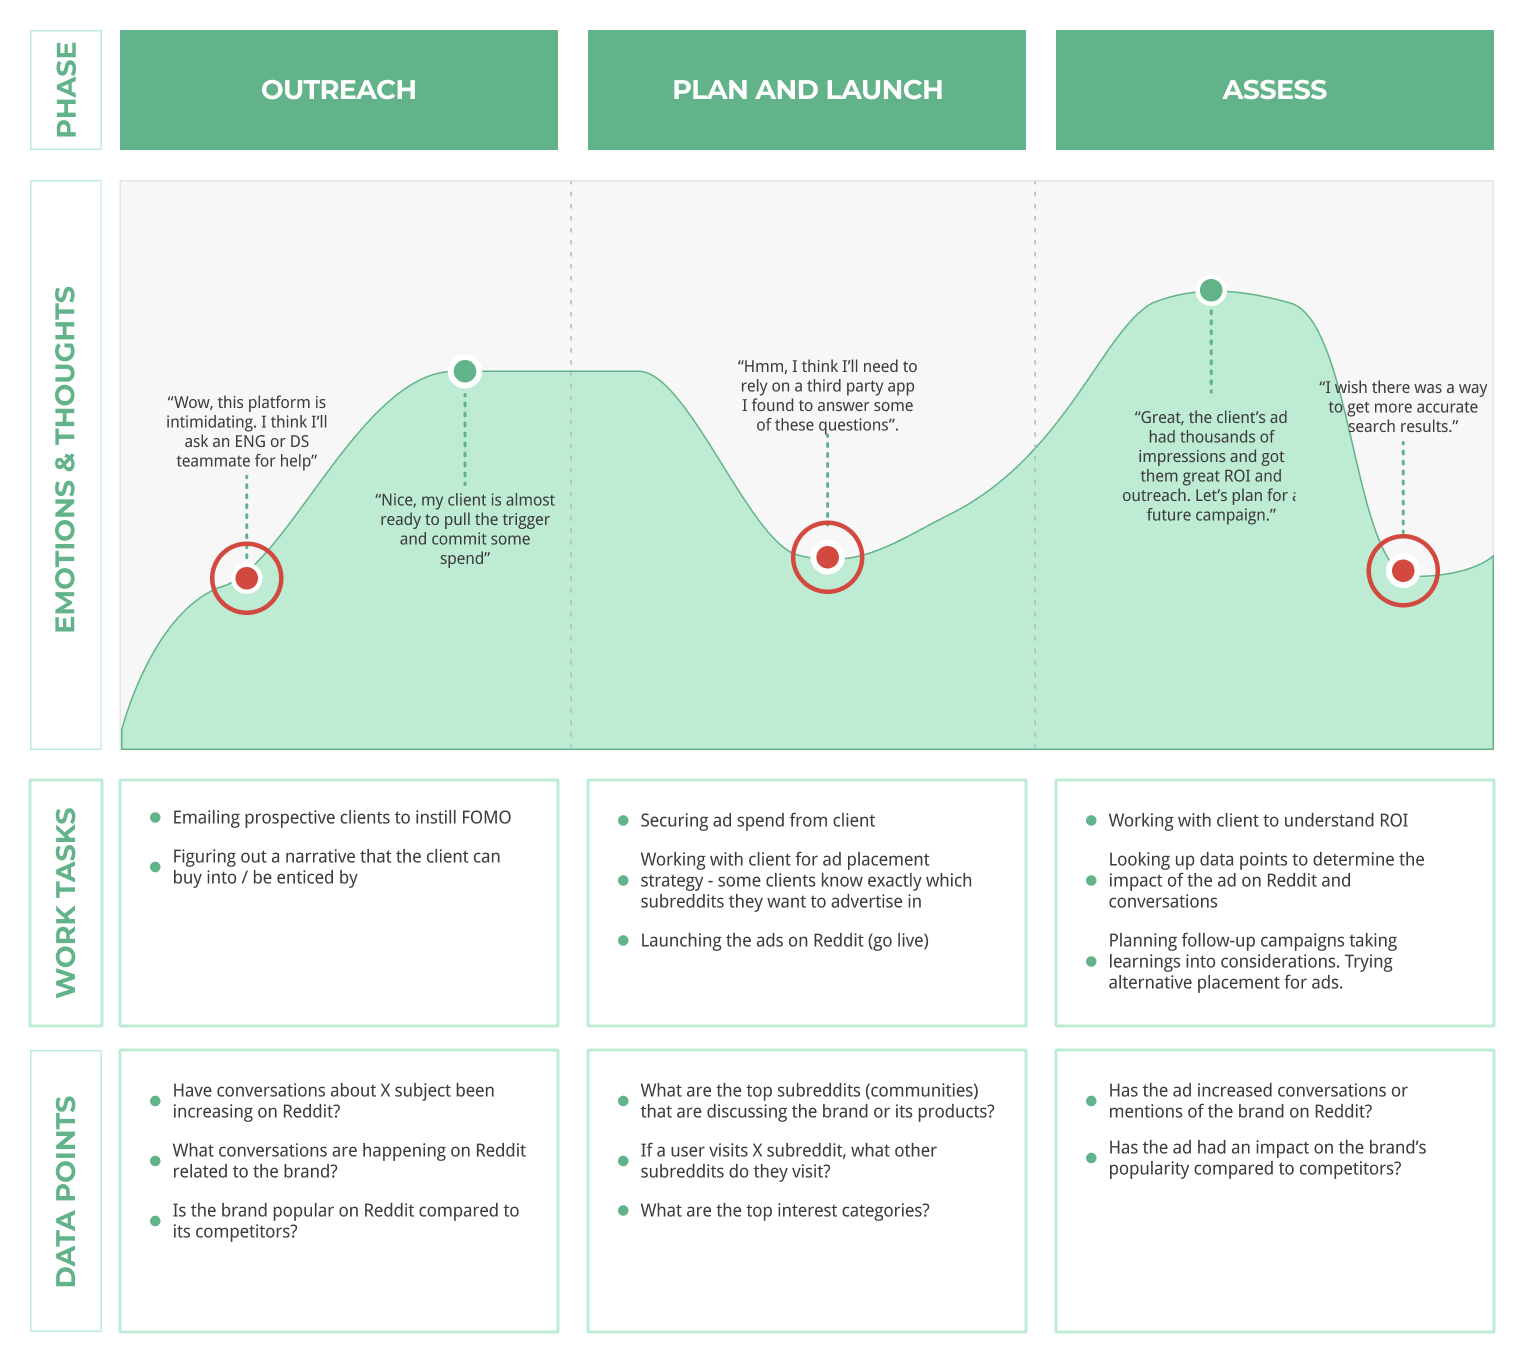 PHASE
OUTREACH
PLAN AND LAUNCH
ASSESS
EMOTIONS & THOUGHTS
“Wow, this platform is
intimidating. I think I’ll
ask an ENG or DS
teammate for help”
“Nice, my client is almost
ready to pull the trigger
and commit some
spend”
“Hmm, I think I’ll need to
rely on a third party app
I found to answer some
of these questions”.
“Great, the client’s ad
had thousands of
impressions and got
them great ROI and
outreach. Let’s plan for a
future campaign.”
“I wish there was a way
to get more accurate
search results.”
WORK TASKS
Emailing prospective clients to instill FOMO
Figuring out a narrative that the client can
buy into / be enticed by
Securing ad spend from client
Working with client for ad placement
strategy - some clients know exactly which
subreddits they want to advertise in
Launching the ads on Reddit (go live)
Working with client to understand ROI
Looking up data points to determine the
impact of the ad on Reddit and
conversations
Planning follow-up campaigns taking
learnings into considerations. Trying
alternative placement for ads.
DATA POINTS
Have conversations about X subject been
increasing on Reddit?
What conversations are happening on Reddit
related to the brand?
Is the brand popular on Reddit compared to
its competitors?
What are the top subreddits (communities)
that are discussing the brand or its products?
If a user visits X subreddit, what other
subreddits do they visit?
What are the top interest categories?
Has the ad increased conversations or
mentions of the brand on Reddit?
Has the ad had an impact on the brand’s
popularity compared to competitors?